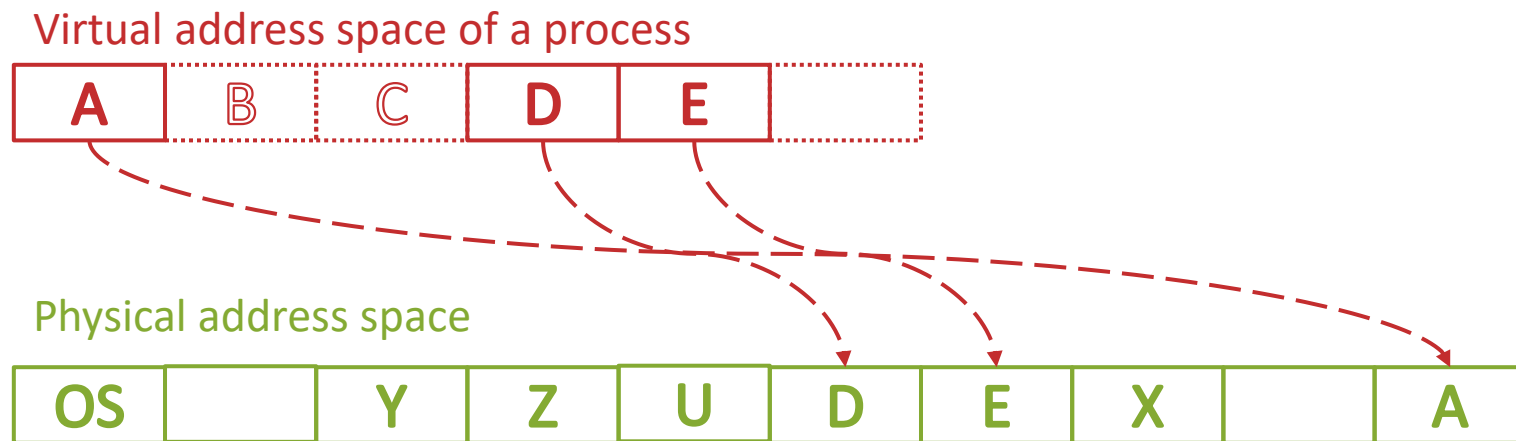 Virtual address space of a process
A B C D E
Physical address space
OS Y Z U D E X A